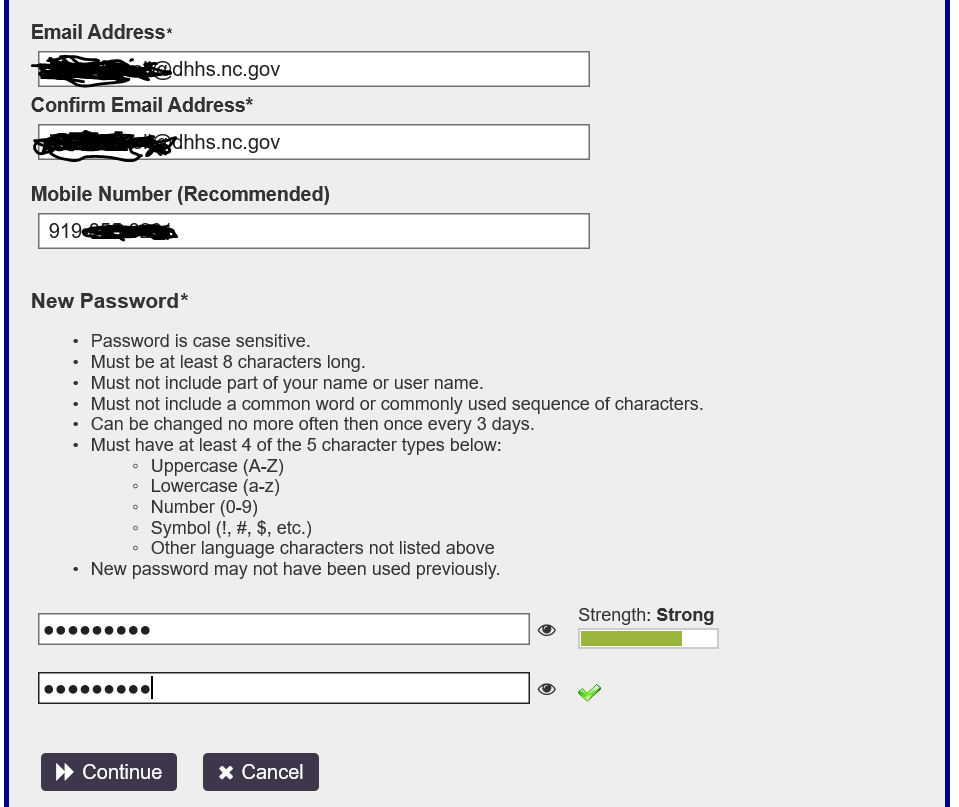 Email Address*
@dhhs.nc.gov
Confirm Email Address*
@dhhs.nc.gov
Mobile Number (Recommended)
919
New Password*
• Password is case sensitive.
• Must be at least 8 characters long.
• Must not include part of your name or user name.
• Must not include a common word or commonly used sequence of characters.
• Can be changed no more often then once every 3 days.
• Must have at least 4 of the 5 character types below:
◦ Uppercase (A-Z)
◦ Lowercase (a-z)
◦ Number (0-9)
◦ Symbol (!, #, $, etc.)
◦ Other language characters not listed above
• New password may not have been used previously.
Strength: Strong
●●●●●●●●●
●●●●●●●●●
Continue Cancel